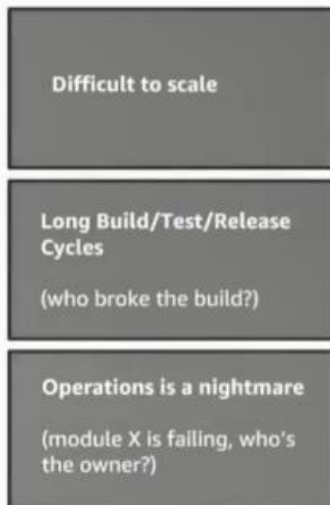 Difficult to scale
Long Build/Test/Release
Cycles
(who broke the build?)
Operations is a nightmare
(module X is failing, who's
the owner?)